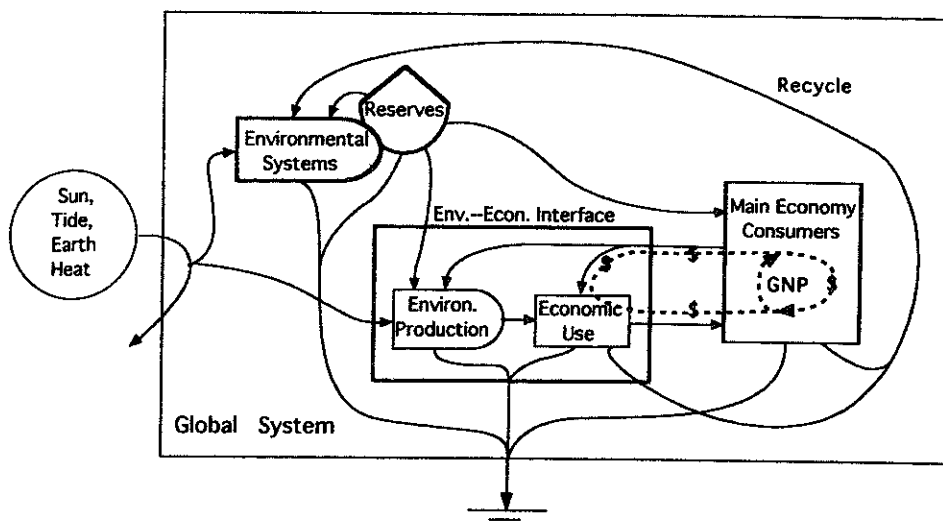 Recycle
Reserves
Environmental
Systems
Sun,
Tide,
Earth
Heat
Env.-Econ. Interface
Main Economy
Consumers
$
$
$
GNP
Environ.
Production
Economic
Use
$
Global System